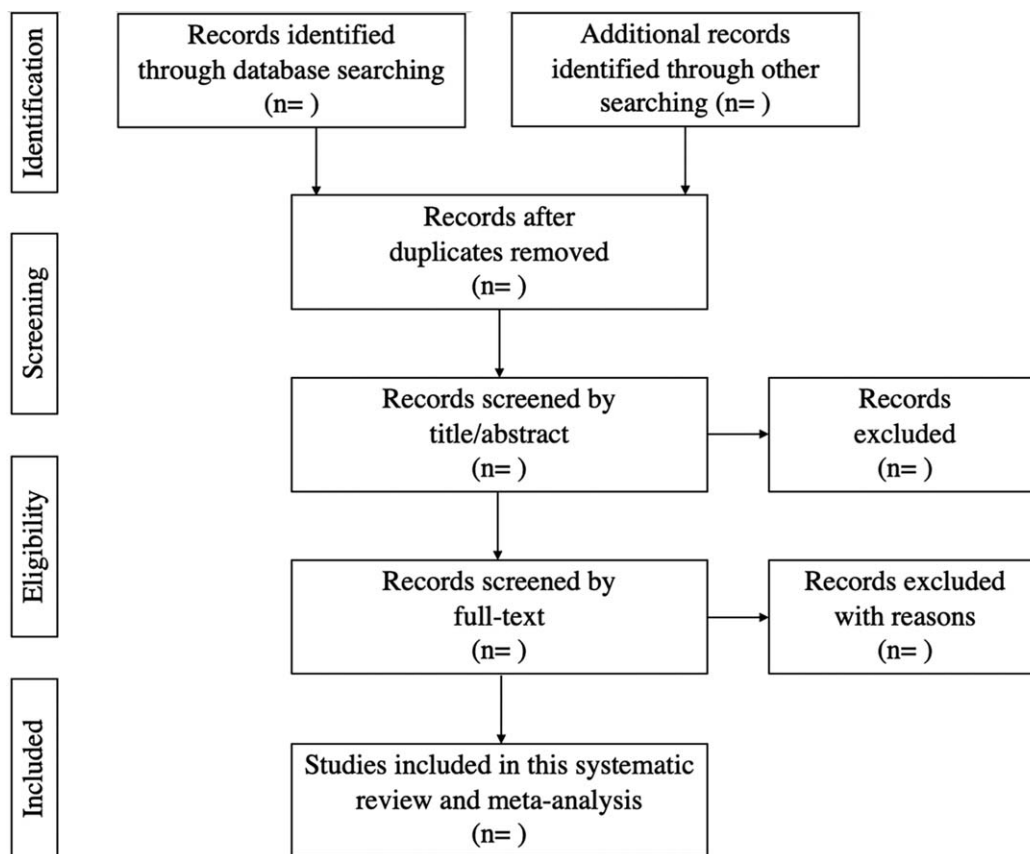 Identification
Records identified
through database searching
(n= )
Additional records
identified through other
searching (n= )
Records after
duplicates removed
(n= )
Screening
Records screened by
title/abstract
(n= )
Records
excluded
(n= )
Eligibility
Records screened by
full-text
(n= )
Records excluded
with reasons
(n= )
Included
Studies included in this systematic
review and meta-analysis
(n= )